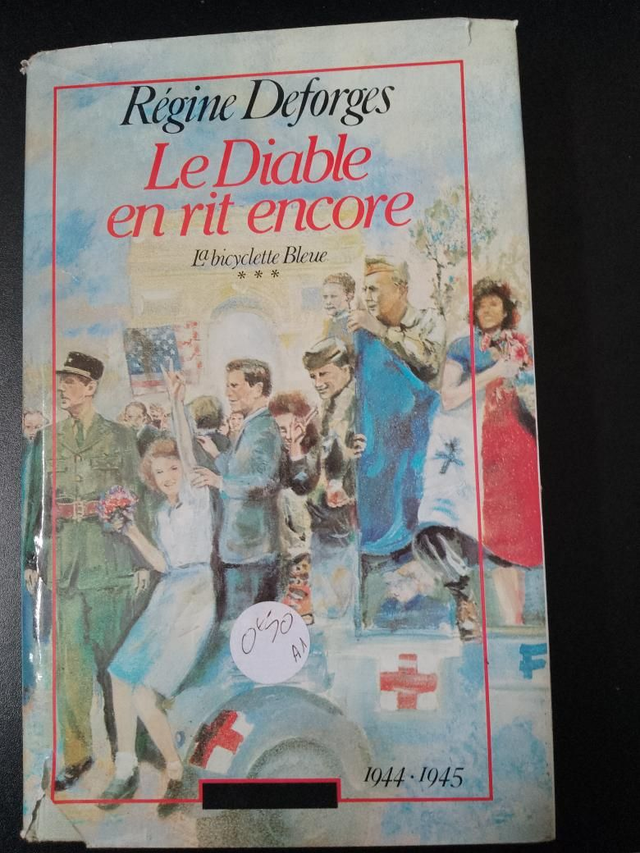 Régine Deforges
Le Diable
en rit encore
La bicyclette Bleue
***
0€50
A1
1944·1945
F